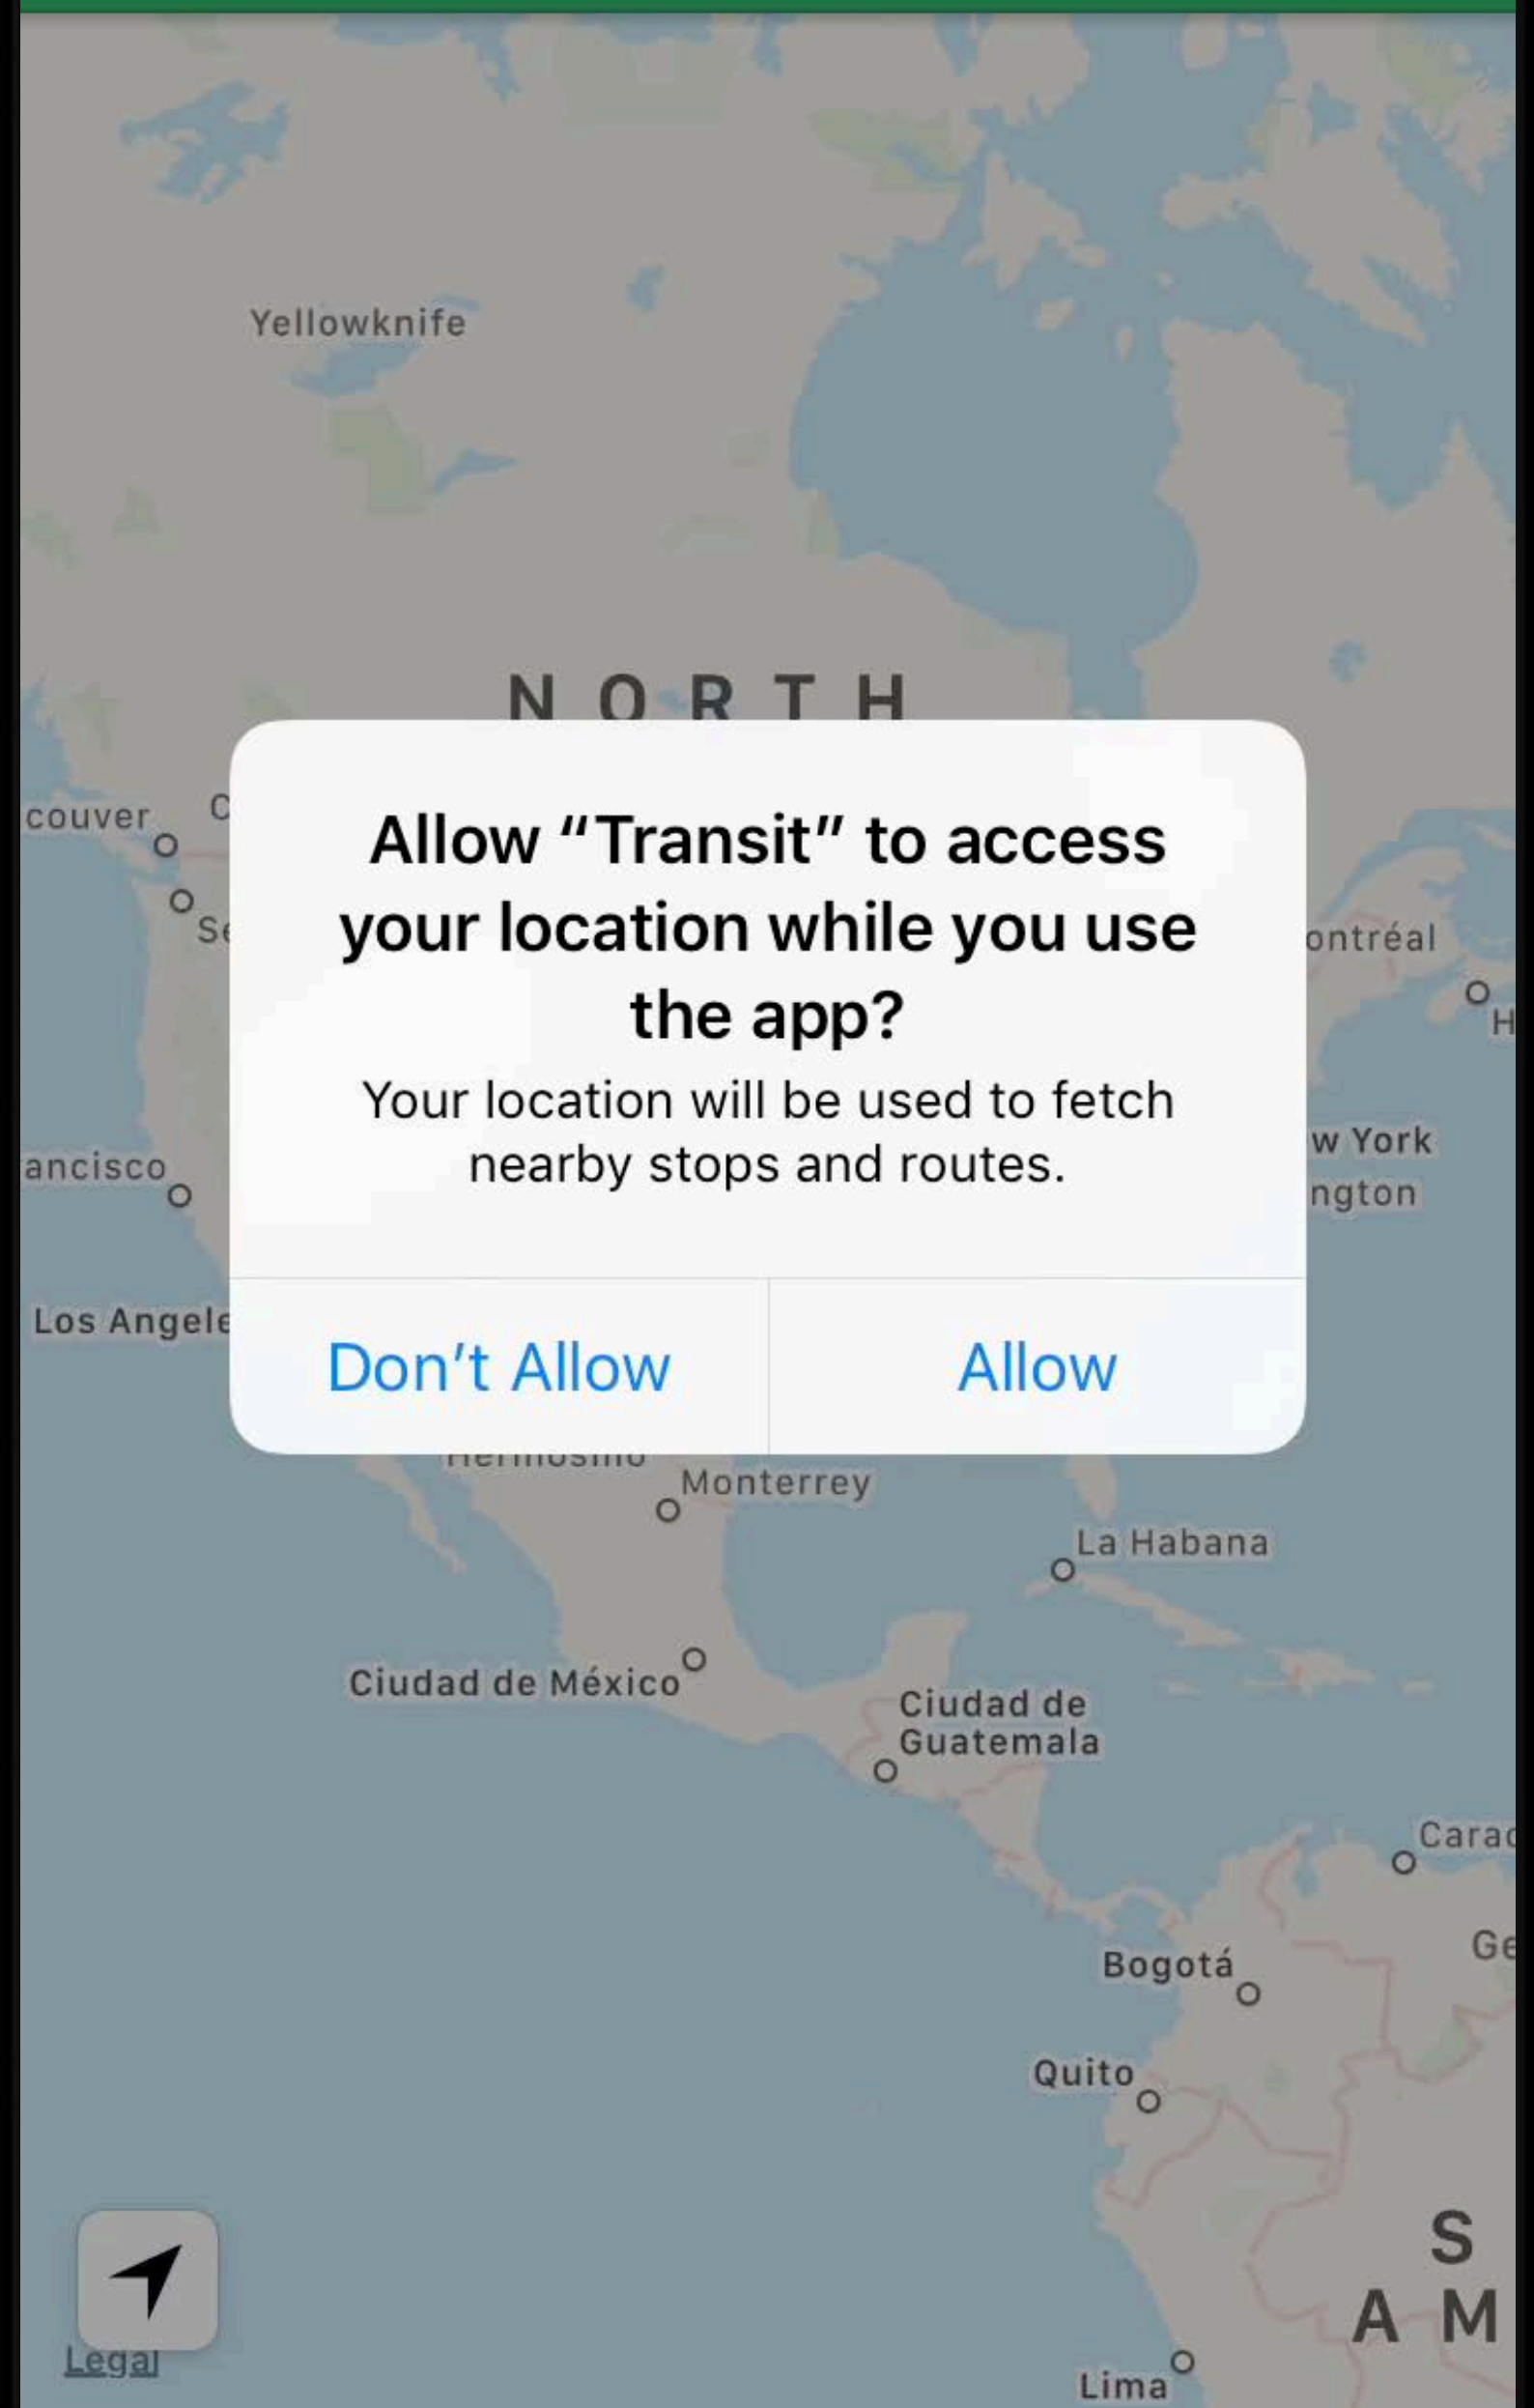 Yellowknife
NORTH
couver
Allow “Transit” to access
your location while you use
the app?
ontréal
H
Your location will be used to fetch
nearby stops and routes.
w York
ancisco
ngton
Los Angele
Don’t Allow
Allow
Monterrey
La Habana
Ciudad de México
Ciudad de
Guatemala
Carac
Bogotá
Ge
Quito
S
A M
Legal
Lima